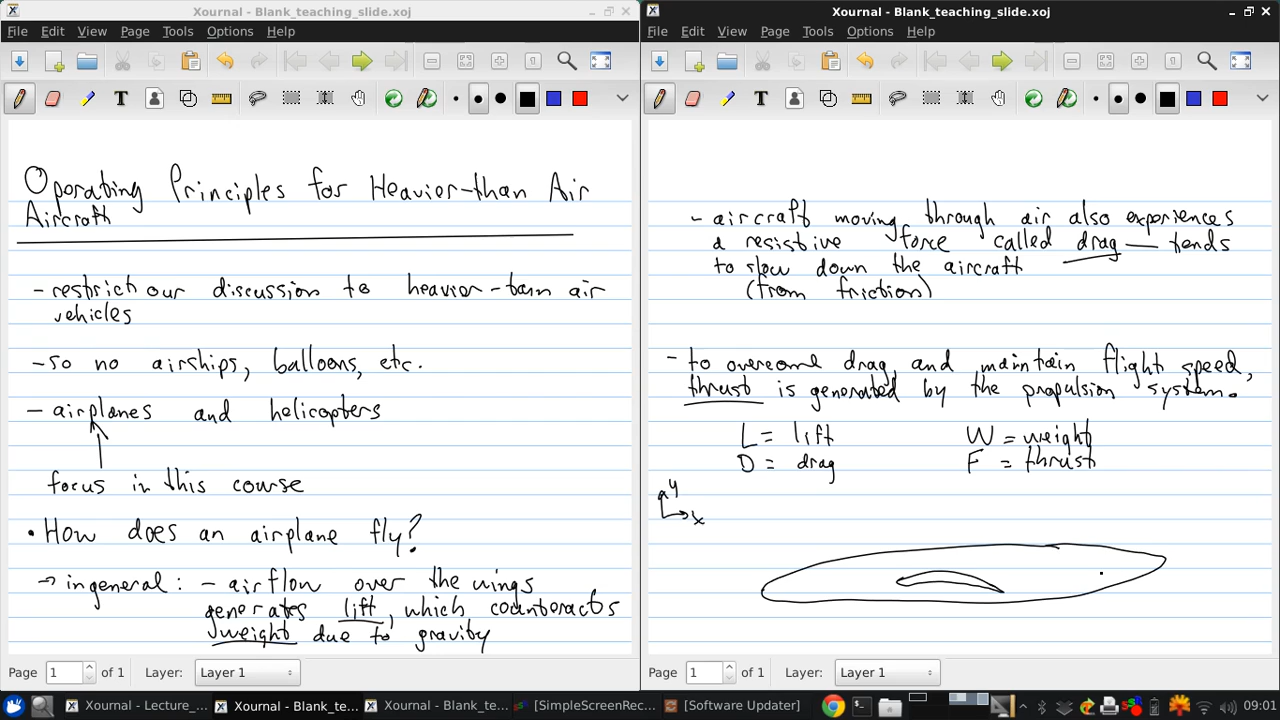 Xournal - Blank_teaching_slide.xoj
File Edit View Page Tools Options Help
Operating Principles for Heavier-than Air
Aircraft
- restrict our discussion to heavier-tarn air
vehicles
- so no airships, balloons, etc.
- airplanes and helicopters
focus in this course
• How does an airplane fly?
→ in general: - airflow over the wings
generates lift, which counteracts
weight due to gravity
Page 1 of 1 Layer: Layer 1
Xournal - Blank_teaching_slide.xoj
File Edit View Page Tools Options Help
- aircraft moving through air also experiences
a resistive force called drag — tends
to slow down the aircraft
(from friction)
- to overcome drag, and maintain flight speed,
thrust is generated by the propulsion system.
L = lift W = weight
D = drag F = thrust
y
x
Page 1 of 1 Layer: Layer 1
Xournal - Lecture_... Xournal - Blank_te... Xournal - Blank_te... [SimpleScreenRec... [Software Updater] 09:01